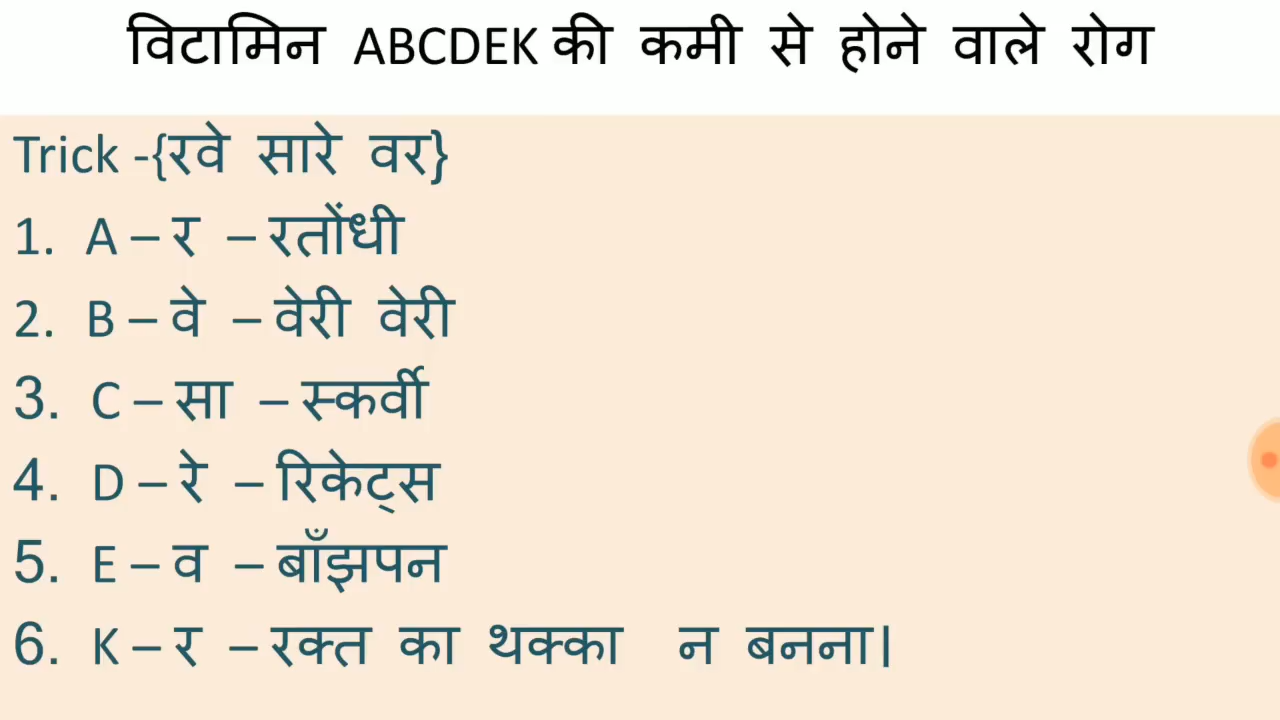 विटामिन ABCDEK की कमी से होने वाले रोग
Trick -{रवे सारे वर}
1. A – र – रतोंधी
2. B – वे – वेरी वेरी
3. C – सा – स्कर्वी
4. D – रे – रिकेट्स
5. E – व – बाँझपन
6. K – र – रक्त का थक्का न बनना।